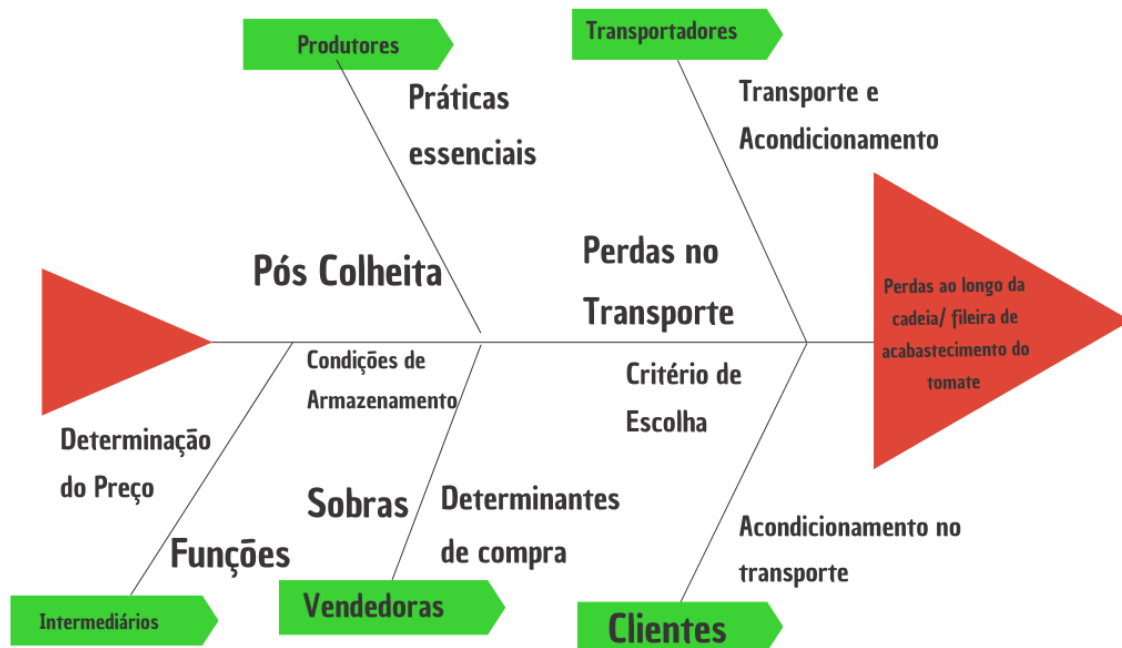 Produtores
Transportadores
Práticas
essenciais
Transporte e
Acondicionamento
Pós Colheita
Perdas no
Transporte
Perdas ao longo da
cadeia/ fileira de
acabastecimento do
tomate
Condições de
Armazenamento
Critério de
Escolha
Determinação
do Preço
Funções
Sobras
Determinantes
de compra
Acondicionamento no
transporte
Intermediários
Vendedoras
Clientes